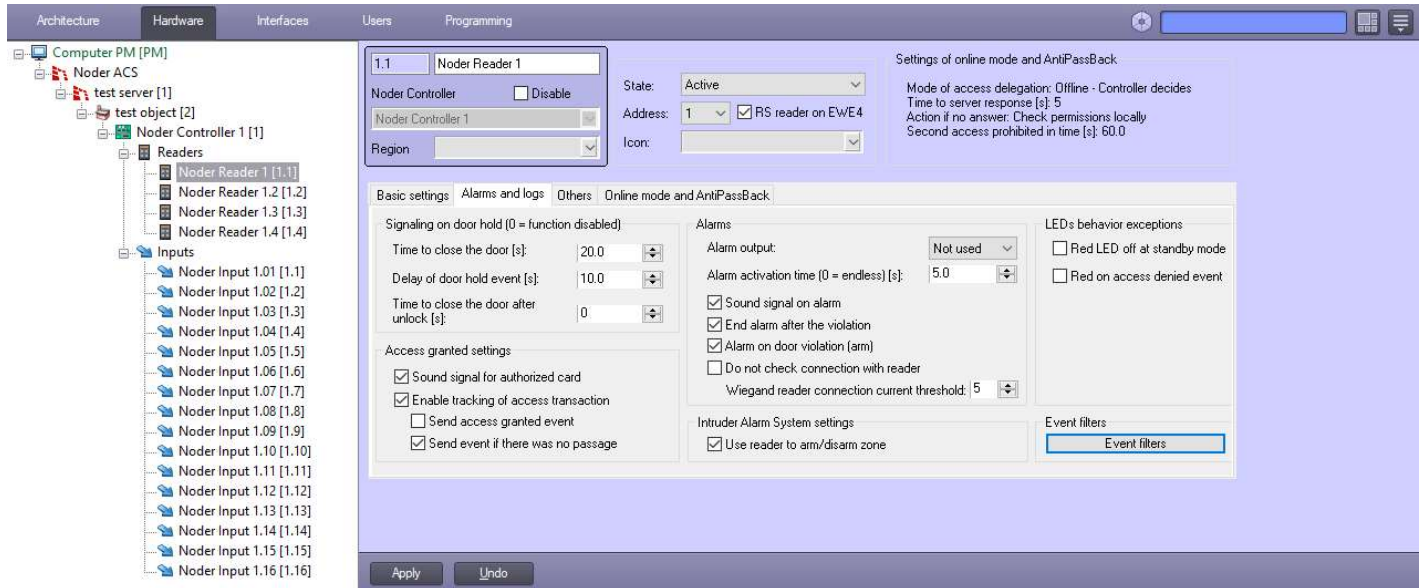 Architecture Hardware Interfaces Users Programming
Computer PM [PM]
Noder ACS
test server [1]
test object [2]
Noder Controller 1 [1]
Readers
Noder Reader 1 [1.1]
Noder Reader 1.2 [1.2]
Noder Reader 1.3 [1.3]
Noder Reader 1.4 [1.4]
Inputs
Noder Input 1.01 [1.1]
Noder Input 1.02 [1.2]
Noder Input 1.03 [1.3]
Noder Input 1.04 [1.4]
Noder Input 1.05 [1.5]
Noder Input 1.06 [1.6]
Noder Input 1.07 [1.7]
Noder Input 1.08 [1.8]
Noder Input 1.09 [1.9]
Noder Input 1.10 [1.10]
Noder Input 1.11 [1.11]
Noder Input 1.12 [1.12]
Noder Input 1.13 [1.13]
Noder Input 1.14 [1.14]
Noder Input 1.15 [1.15]
Noder Input 1.16 [1.16]
1.1 Noder Reader 1
Noder Controller Disable
Noder Controller 1
Region
State: Active
Address: 1 RS reader on EWE4
Icon:
Settings of online mode and AntiPassBack
Mode of access delegation: Offline - Controller decides
Time to server response [s]: 5
Action if no answer: Check permissions locally
Second access prohibited in time [s]: 60.0
Basic settings Alarms and logs Others Online mode and AntiPassBack
Signaling on door hold (0 = function disabled)
Time to close the door [s]: 20.0
Delay of door hold event [s]: 10.0
Time to close the door after
unlock [s]: 0
Access granted settings
Sound signal for authorized card
Enable tracking of access transaction
Send access granted event
Send event if there was no passage
Alarms
Alarm output: Not used
Alarm activation time (0 = endless) [s]: 5.0
Sound signal on alarm
End alarm after the violation
Alarm on door violation (arm)
Do not check connection with reader
Wiegand reader connection current threshold: 5
Intruder Alarm System settings
Use reader to arm/disarm zone
LEDs behavior exceptions
Red LED off at standby mode
Red on access denied event
Event filters
Event filters
Apply Undo